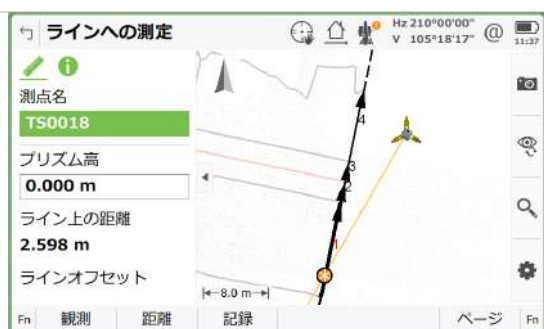 ラインへの測定
Hz 210°00'00"
V 105°18'17"
@
11:37
測点名
TS0018
プリズム高
0.000 m
ライン上の距離
2.598 m
ラインオフセット
4
3
2
1
8.0 m
Fn 観測 距離 記録 ページ Fn